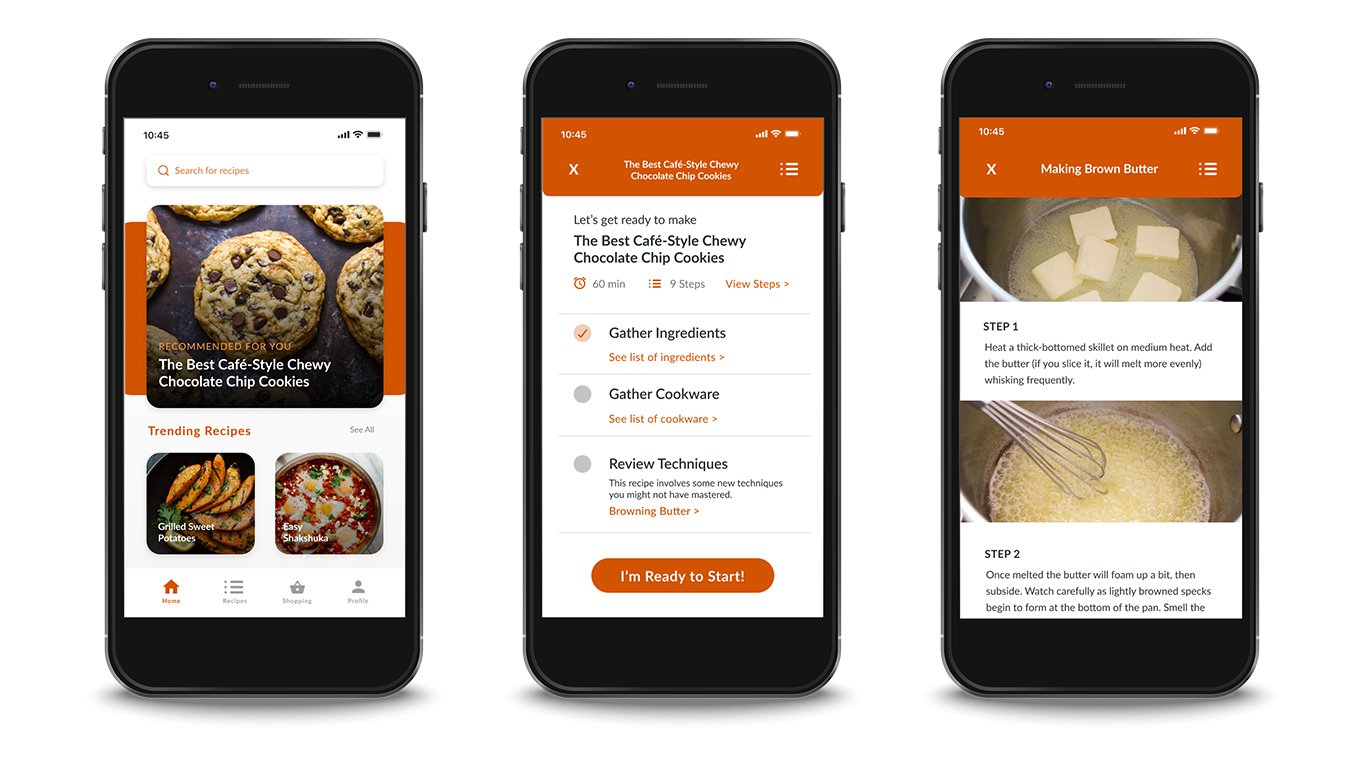 10:45
Search for recipes
RECOMMENDED FOR YOU
The Best Café-Style Chewy
Chocolate Chip Cookies
Trending Recipes
See All
Grilled Sweet
Potatoes
Easy
Shakshuka
Home
Recipes
Shopping
Profile
10:45
X
The Best Café-Style Chewy
Chocolate Chip Cookies
Let's get ready to make
The Best Café-Style Chewy
Chocolate Chip Cookies
60 min
9 Steps
View Steps >
Gather Ingredients
See list of ingredients >
Gather Cookware
See list of cookware >
Review Techniques
This recipe involves some new techniques
you might not have mastered.
Browning Butter >
I'm Ready to Start!
10:45
X
Making Brown Butter
STEP 1
Heat a thick-bottomed skillet on medium heat. Add
the butter (if you slice it, it will melt more evenly)
whisking frequently.
STEP 2
Once melted the butter will foam up a bit, then
subside. Watch carefully as lightly browned specks
begin to form at the bottom of the pan. Smell the